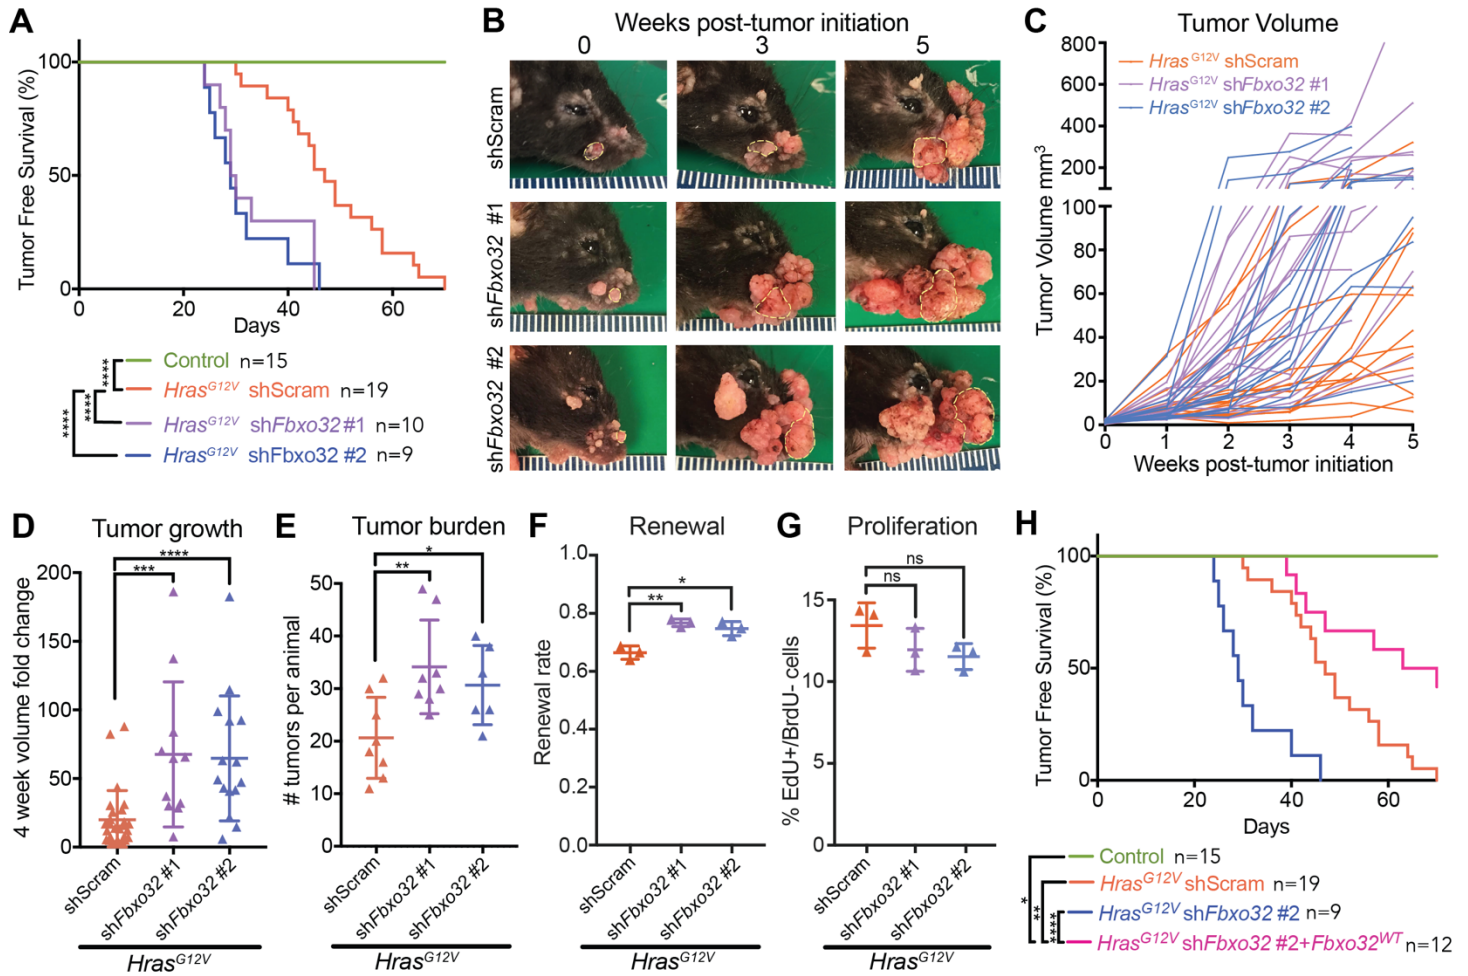 A
Tumor Free Survival (%)
100
50
0
0 20 40 60
Days
Control n=15
HrasG12V shScram n=19
HrasG12V shFbxo32 #1 n=10
HrasG12V shFbxo32 #2 n=9
****
****
****
B
Weeks post-tumor initiation
0 3 5
shScram
shFbxo32 #1
shFbxo32 #2
C
Tumor Volume
HrasG12V shScram
HrasG12V shFbxo32 #1
HrasG12V shFbxo32 #2
Tumor Volume mm3
800
600
400
200
100
80
60
40
20
0
0 1 2 3 4 5
Weeks post-tumor initiation
D
Tumor growth
****
***
4 week volume fold change
200
150
100
50
0
shScram
shFbxo32 #1
shFbxo32 #2
HrasG12V
E
Tumor burden
*
**
# tumors per animal
50
40
30
20
10
0
shScram
shFbxo32 #1
shFbxo32 #2
HrasG12V
F
Renewal
*
**
Renewal rate
1.0
0.8
0.6
0.4
0.2
0.0
shScram
shFbxo32 #1
shFbxo32 #2
HrasG12V
G
Proliferation
ns
ns
% EdU+/BrdU- cells
15
10
5
0
shScram
shFbxo32 #1
shFbxo32 #2
HrasG12V
H
Tumor Free Survival (%)
100
50
0
0 20 40 60
Days
Control n=15
HrasG12V shScram n=19
HrasG12V shFbxo32 #2 n=9
HrasG12V shFbxo32 #2+Fbxo32WT n=12
*
**
****